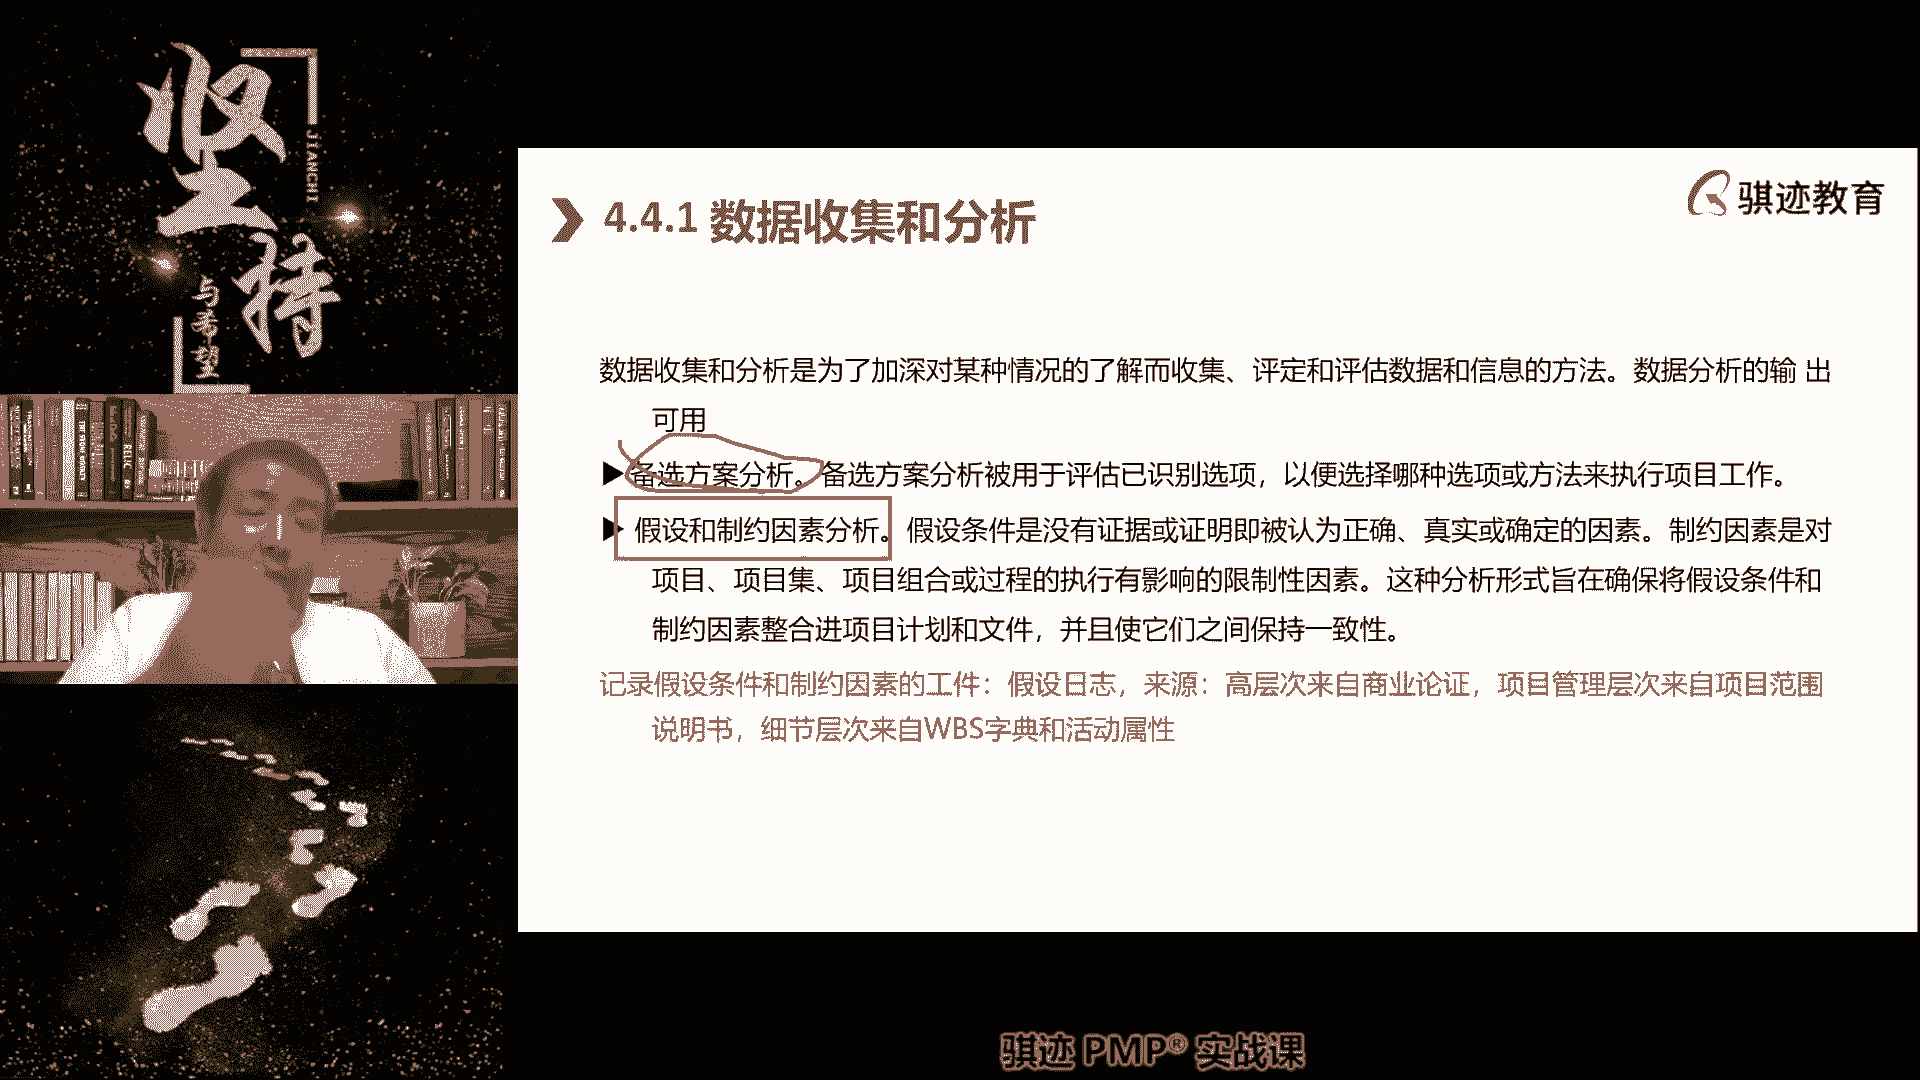 坚持
JIANCHI
与希望
骐迹教育
4.4.1 数据收集和分析
数据收集和分析是为了加深对某种情况的了解而收集、评定和评估数据和信息的方法。数据分析的输 出
可用
备选方案分析。备选方案分析被用于评估已识别选项，以便选择哪种选项或方法来执行项目工作。
假设和制约因素分析。假设条件是没有证据或证明即被认为正确、真实或确定的因素。制约因素是对
项目、项目集、项目组合或过程的执行有影响的限制性因素。这种分析形式旨在确保将假设条件和
制约因素整合进项目计划和文件，并且使它们之间保持一致性。
记录假设条件和制约因素的工件：假设日志，来源：高层次来自商业论证，项目管理层次来自项目范围
说明书，细节层次来自WBS字典和活动属性
骐迹 PMP® 实战课